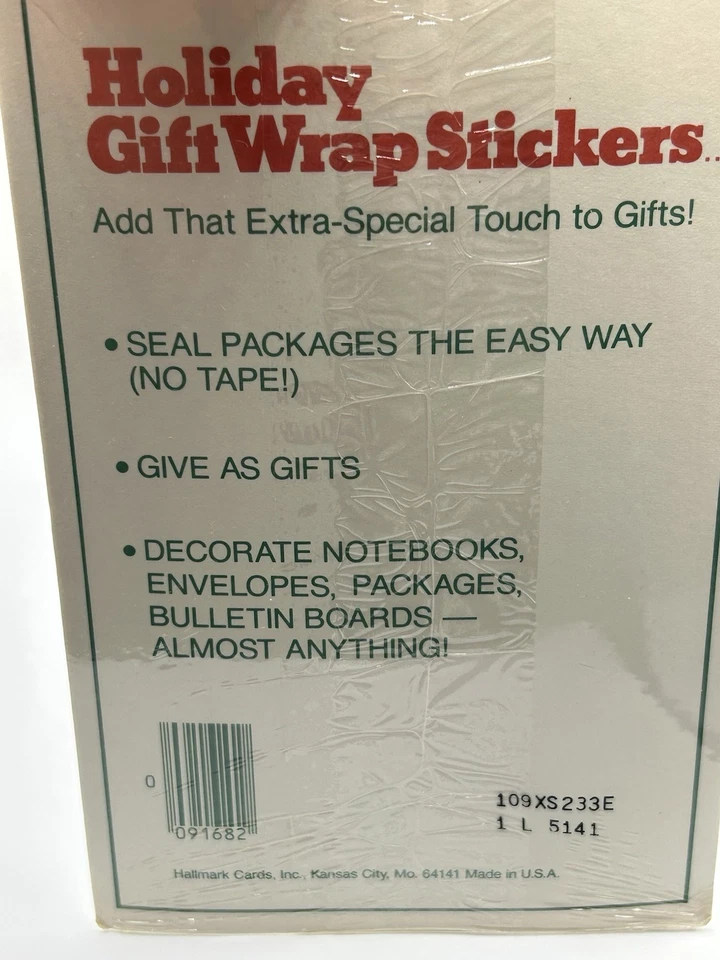 Holiday
Gift Wrap Stickers..
Add That Extra-Special Touch to Gifts!
• SEAL PACKAGES THE EASY WAY
(NO TAPE!)
• GIVE AS GIFTS
• DECORATE NOTEBOOKS,
ENVELOPES, PACKAGES,
BULLETIN BOARDS —
ALMOST ANYTHING!
0
091682
109XS233E
1 L 5141
Hallmark Cards, Inc., Kansas City, Mo. 64141 Made in U.S.A.